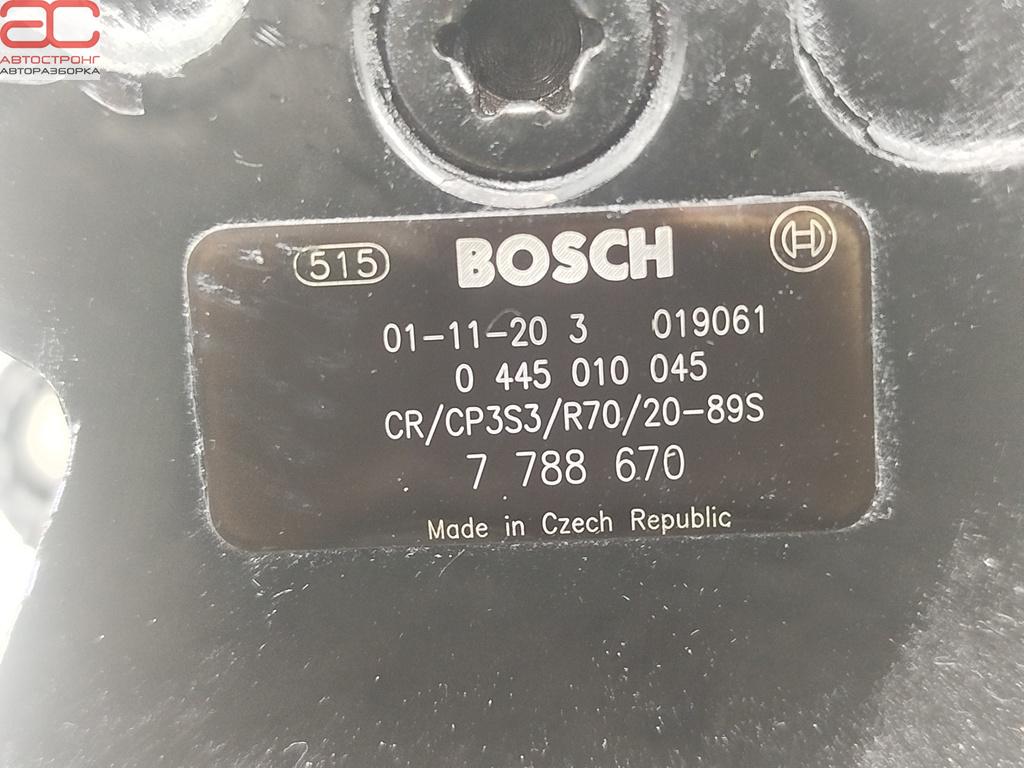 АС
АВТОСТРОНГ
АВТОРАЗБОРКА
515 BOSCH
01-11-20 3 019061
0 445 010 045
CR/CP3S3/R70/20-89S
7 788 670
Made in Czech Republic